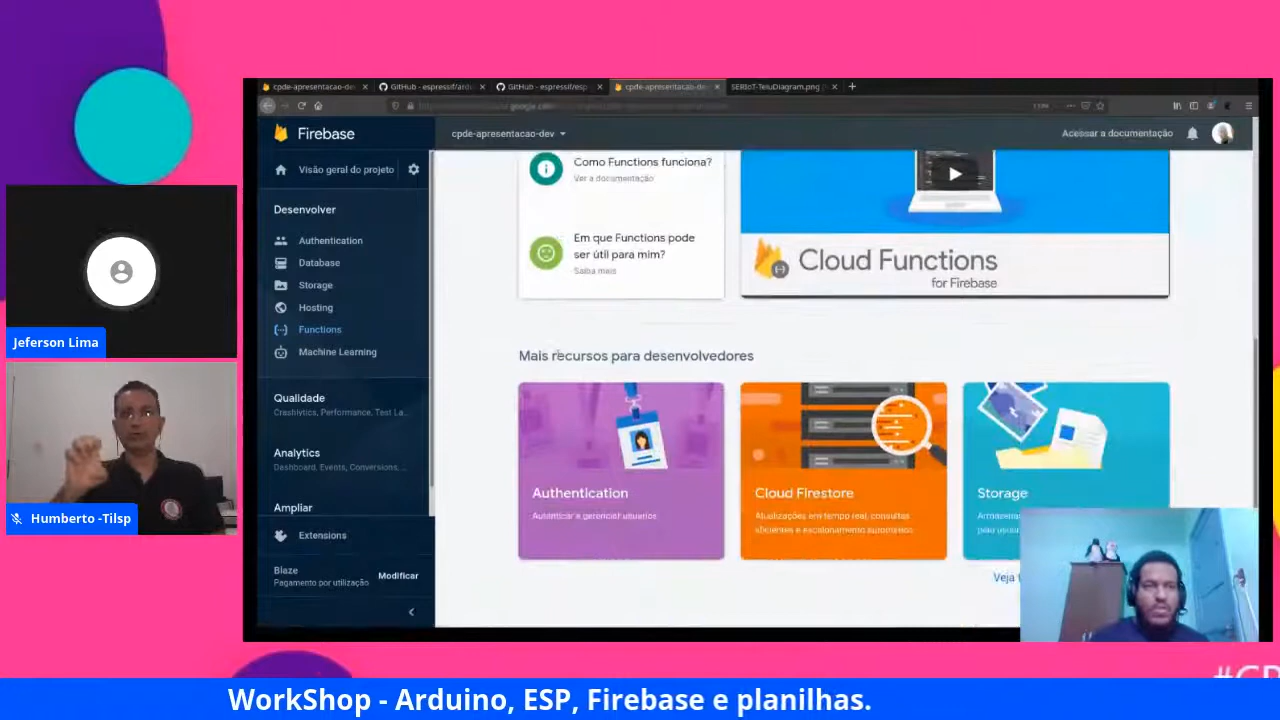 cpde-apresentacao-de
GitHub - espressif/ard
GitHub - espressif/esp
cpde-apresentacao-de
SERIoT-TeluDiagram.png
Firebase
cpde-apresentacao-dev
Acessar a documentação
Visão geral do projeto
Desenvolver
Authentication
Database
Storage
Hosting
Functions
Machine Learning
Qualidade
Crashlytics, Performance, Test La...
Analytics
Dashboard, Events, Conversions, ...
Ampliar
Extensions
Blaze
Pagamento por utilização
Modificar
Como Functions funciona?
Ver a documentação
Em que Functions pode
ser útil para mim?
Saiba mais
Cloud Functions
for Firebase
Mais recursos para desenvolvedores
Authentication
Autenticar e gerenciar usuários
Cloud Firestore
Atualizações em tempo real, consultas
eficientes e escalonamento automático
Storage
Veja
Jeferson Lima
Humberto -Tilsp
WorkShop - Arduino, ESP, Firebase e planilhas.